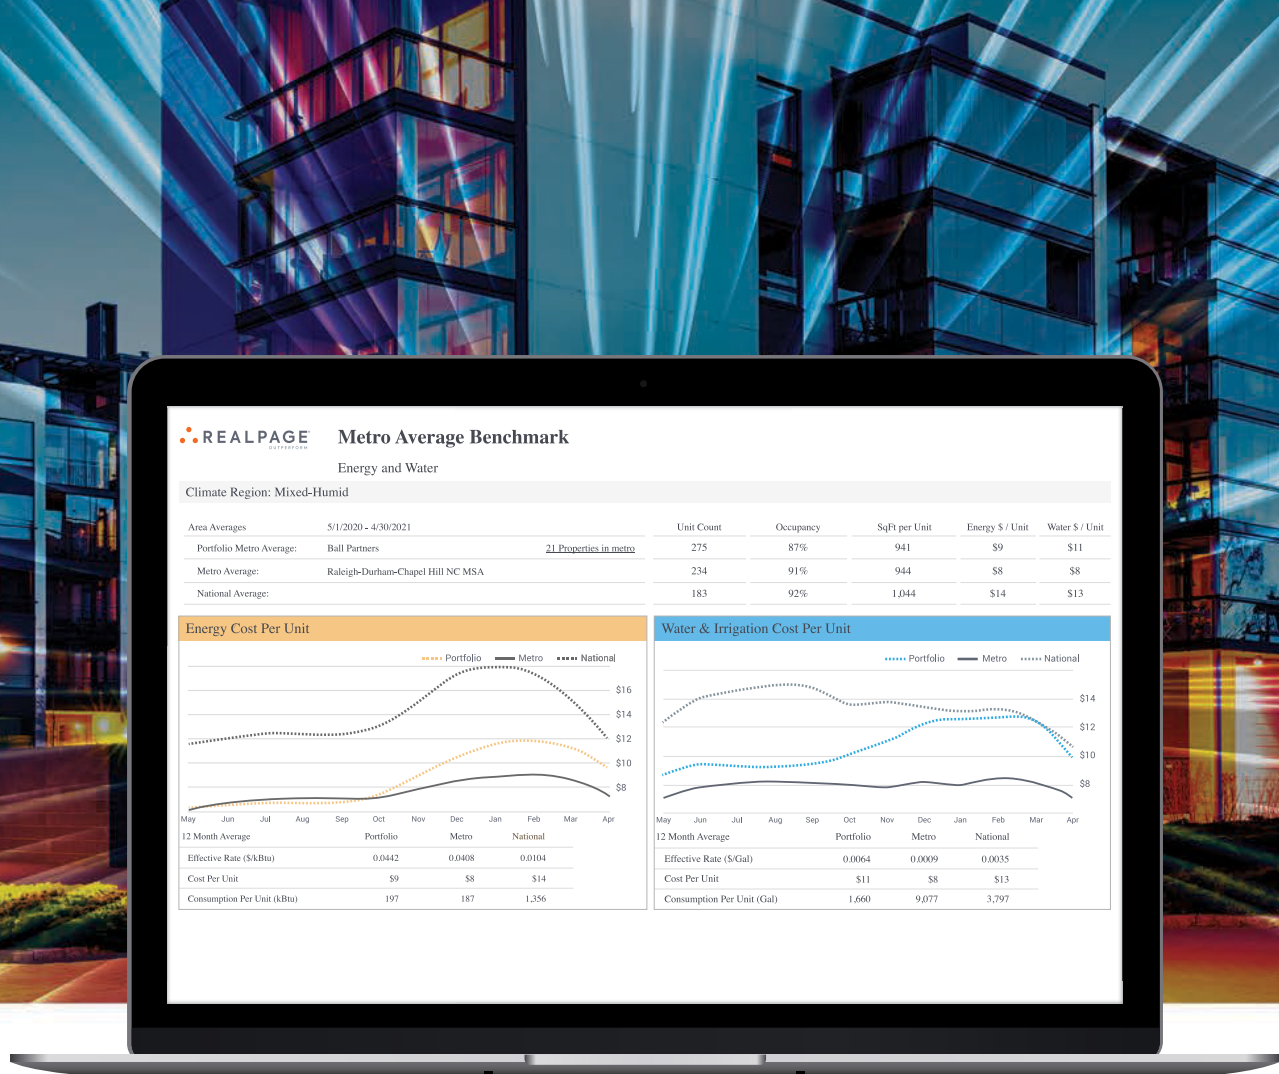 REALPAGE
OUTPERFORM
Metro Average Benchmark
Energy and Water
Climate Region: Mixed-Humid
Area Averages 5/1/2020 - 4/30/2021 Unit Count Occupancy SqFt per Unit Energy $ / Unit Water $ / Unit
Portfolio Metro Average: Ball Partners 21 Properties in metro 275 87% 941 $9 $11
Metro Average: Raleigh-Durham-Chapel Hill NC MSA 234 91% 944 $8 $8
National Average: 183 92% 1,044 $14 $13
Energy Cost Per Unit
Portfolio Metro National
$16
$14
$12
$10
$8
May Jun Jul Aug Sep Oct Nov Dec Jan Feb Mar Apr
12 Month Average Portfolio Metro National
Effective Rate ($/kBtu) 0.0442 0.0408 0.0104
Cost Per Unit $9 $8 $14
Consumption Per Unit (kBtu) 197 187 1,356
Water & Irrigation Cost Per Unit
Portfolio Metro National
$14
$12
$10
$8
May Jun Jul Aug Sep Oct Nov Dec Jan Feb Mar Apr
12 Month Average Portfolio Metro National
Effective Rate ($/Gal) 0.0064 0.0009 0.0035
Cost Per Unit $11 $8 $13
Consumption Per Unit (Gal) 1,660 9,077 3,797